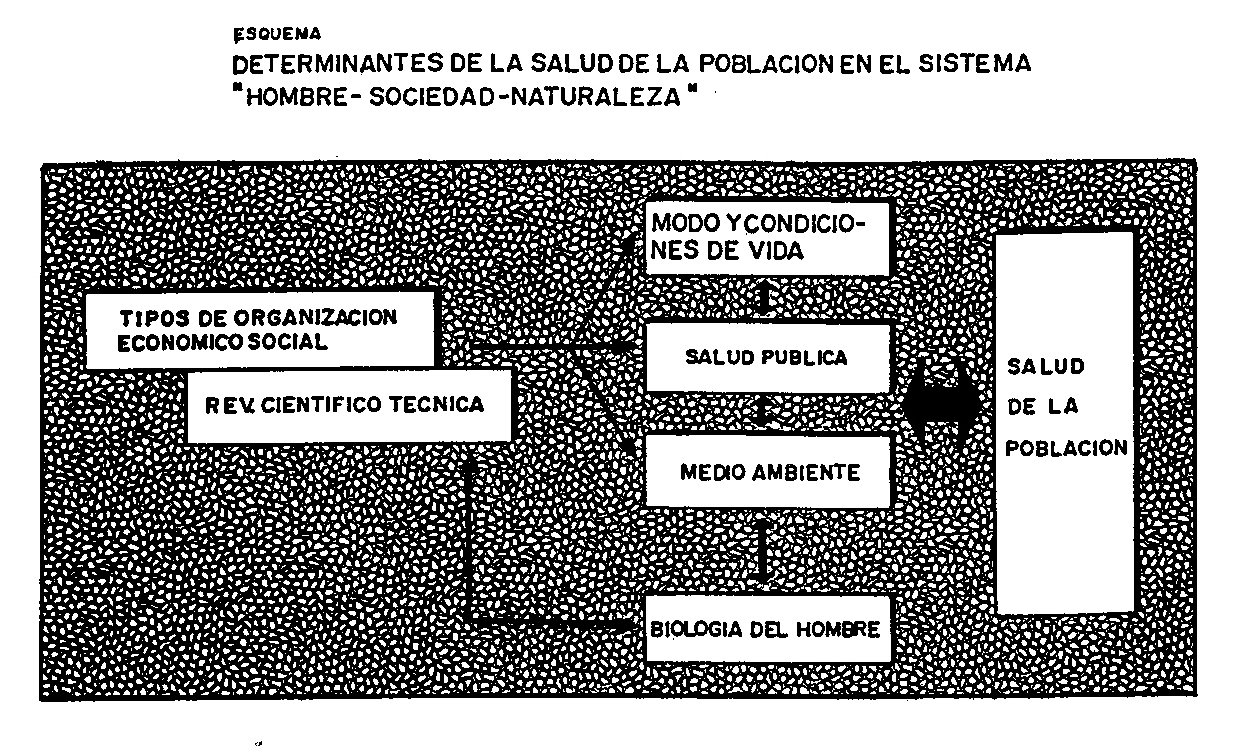 ESQUEMA
DETERMINANTES DE LA SALUD DE LA POBLACION EN EL SISTEMA
"HOMBRE-SOCIEDAD-NATURALEZA"
MODO Y CONDICIO-
NES DE VIDA
TIPOS DE ORGANIZACION
ECONOMICO SOCIAL
REV. CIENTIFICO TECNICA
SALUD PUBLICA
MEDIO AMBIENTE
BIOLOGIA DEL HOMBRE
SALUD
DE LA
POBLACION